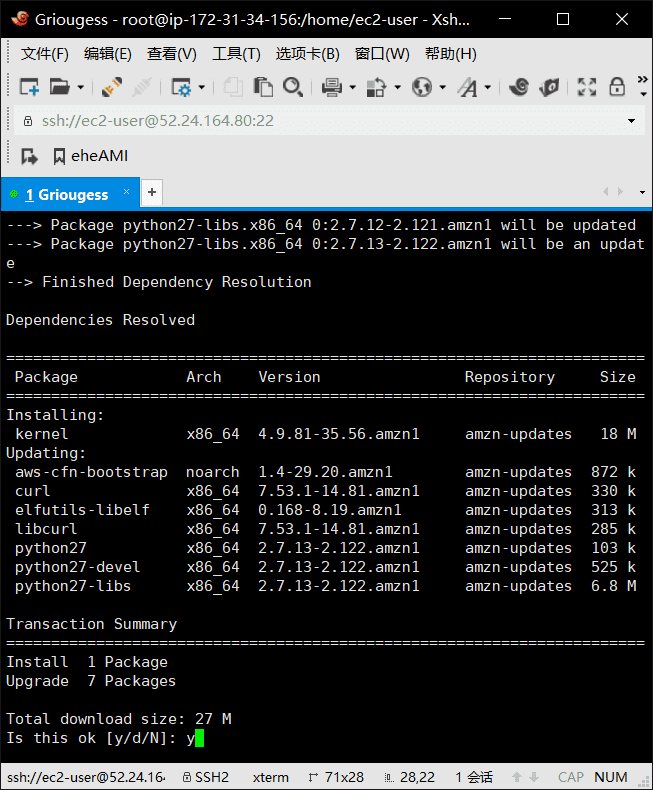 Griougess - root@ip-172-31-34-156:/home/ec2-user - Xsh...
文件(F) 编辑(E) 查看(V) 工具(T) 选项卡(B) 窗口(W) 帮助(H)
ssh://ec2-user@52.24.164.80:22
eheAMI
1 Griougess × +
---> Package python27-libs.x86_64 0:2.7.12-2.121.amzn1 will be updated
---> Package python27-libs.x86_64 0:2.7.13-2.122.amzn1 will be an updat
e
--> Finished Dependency Resolution
Dependencies Resolved
=======================================================================
Package Arch Version Repository Size
=======================================================================
Installing:
kernel x86_64 4.9.81-35.56.amzn1 amzn-updates 18 M
Updating:
aws-cfn-bootstrap noarch 1.4-29.20.amzn1 amzn-updates 872 k
curl x86_64 7.53.1-14.81.amzn1 amzn-updates 330 k
elfutils-libelf x86_64 0.168-8.19.amzn1 amzn-updates 313 k
libcurl x86_64 7.53.1-14.81.amzn1 amzn-updates 285 k
python27 x86_64 2.7.13-2.122.amzn1 amzn-updates 103 k
python27-devel x86_64 2.7.13-2.122.amzn1 amzn-updates 525 k
python27-libs x86_64 2.7.13-2.122.amzn1 amzn-updates 6.8 M
Transaction Summary
=======================================================================
Install 1 Package
Upgrade 7 Packages
Total download size: 27 M
Is this ok [y/d/N]: y
ssh://ec2-user@52.24.164 SSH2 xterm 71x28 28,22 1 会话 CAP NUM